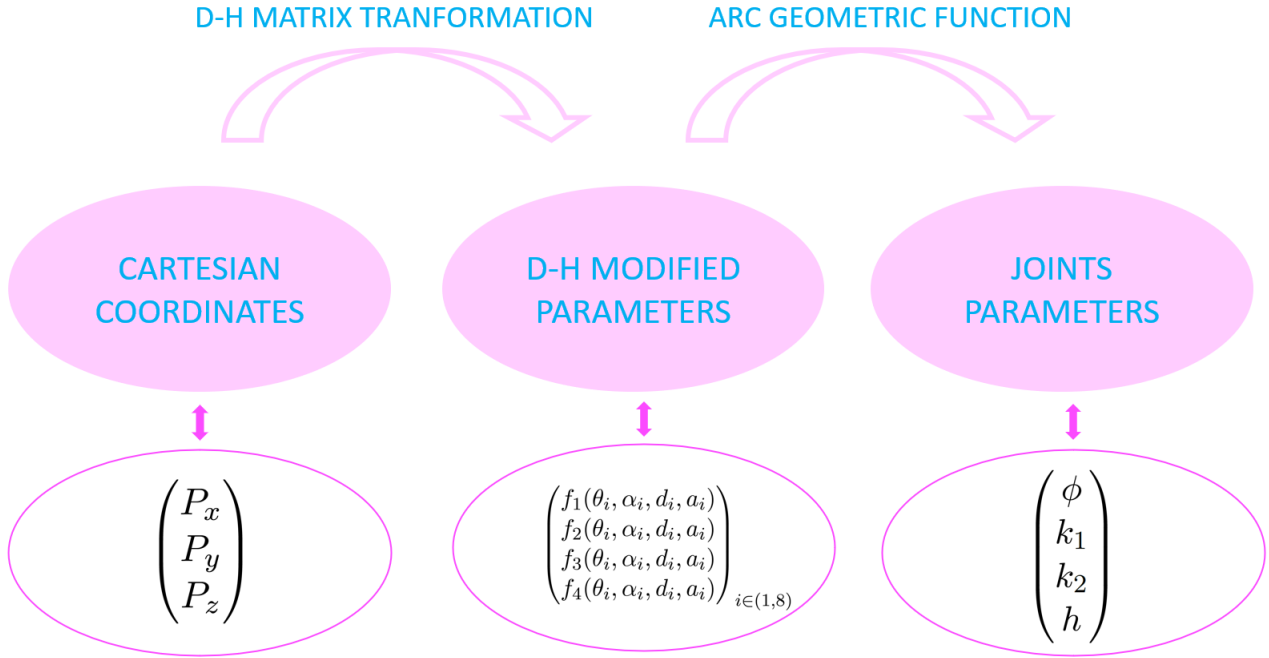 D-H MATRIX TRANFORMATION
ARC GEOMETRIC FUNCTION
CARTESIAN
COORDINATES
D-H MODIFIED
PARAMETERS
JOINTS
PARAMETERS
P_x
P_y
P_z
f_1(θ_i, α_i, d_i, a_i)
f_2(θ_i, α_i, d_i, a_i)
f_3(θ_i, α_i, d_i, a_i)
f_4(θ_i, α_i, d_i, a_i)
i∈(1,8)
ϕ
k_1
k_2
h